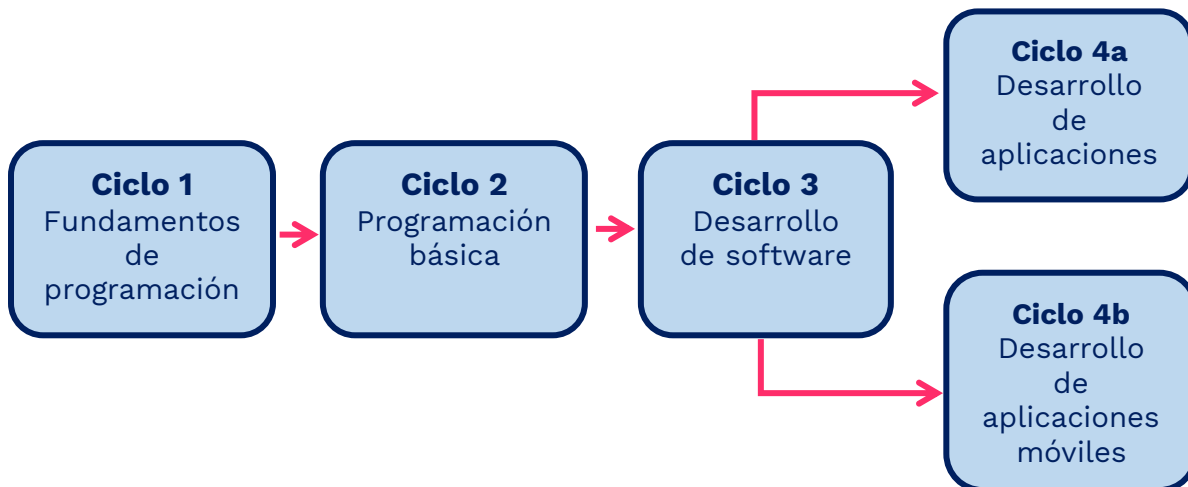 Ciclo 1
Fundamentos
de
programación
Ciclo 2
Programación
básica
Ciclo 3
Desarrollo
de software
Ciclo 4a
Desarrollo
de
aplicaciones
Ciclo 4b
Desarrollo
de
aplicaciones
móviles